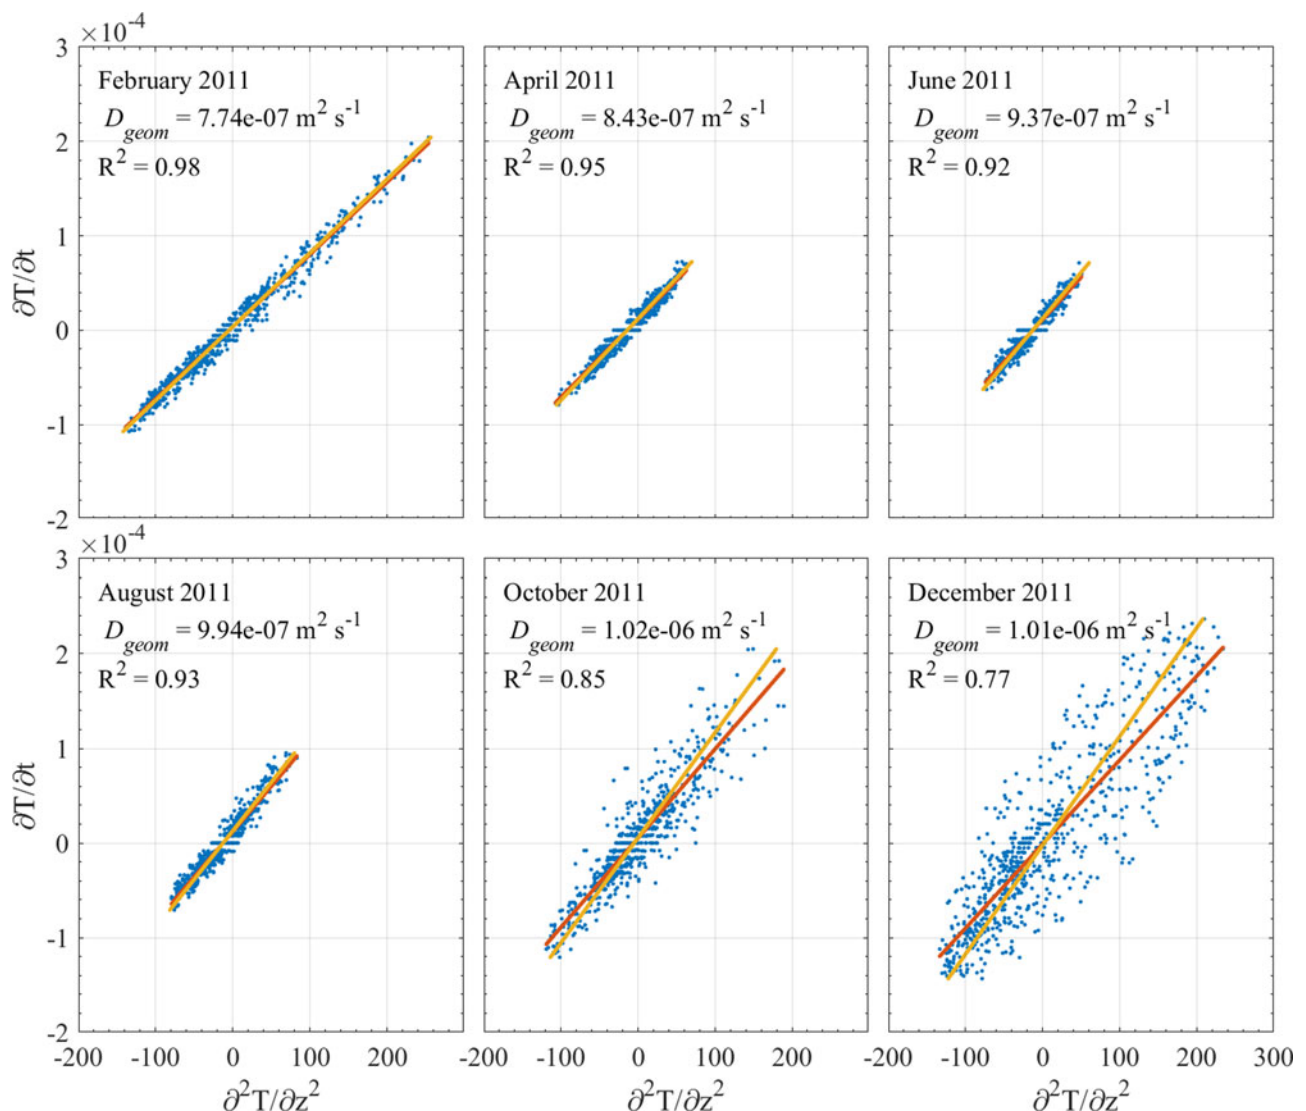 ×10⁻⁴
3
2
1
0
-1
-2
∂T/∂t
February 2011
D_geom = 7.74e-07 m² s⁻¹
R² = 0.98
April 2011
D_geom = 8.43e-07 m² s⁻¹
R² = 0.95
June 2011
D_geom = 9.37e-07 m² s⁻¹
R² = 0.92
×10⁻⁴
3
2
1
0
-1
-2
∂T/∂t
August 2011
D_geom = 9.94e-07 m² s⁻¹
R² = 0.93
October 2011
D_geom = 1.02e-06 m² s⁻¹
R² = 0.85
December 2011
D_geom = 1.01e-06 m² s⁻¹
R² = 0.77
-200 -100 0 100 200 -100 0 100 200 -100 0 100 200 300
∂²T/∂z² ∂²T/∂z² ∂²T/∂z²